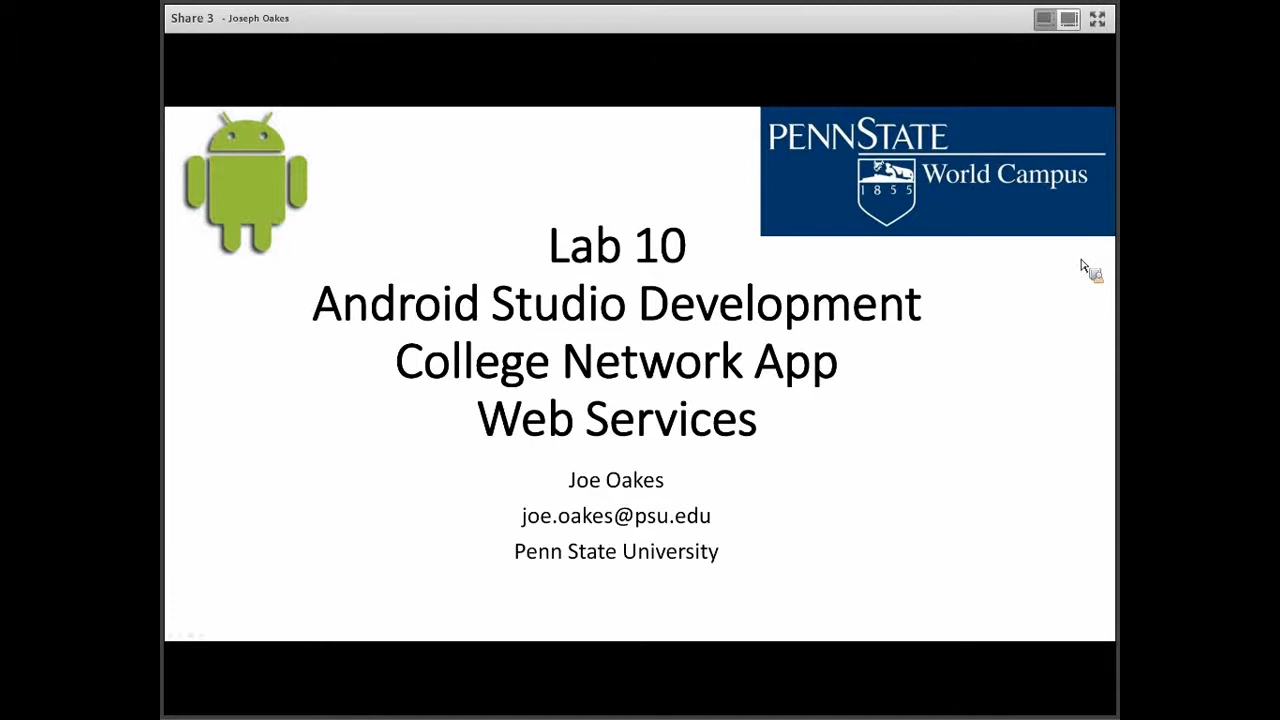 Share 3 - Joseph Oakes
PENNSTATE
World Campus
1855
Lab 10
Android Studio Development
College Network App
Web Services
Joe Oakes
joe.oakes@psu.edu
Penn State University